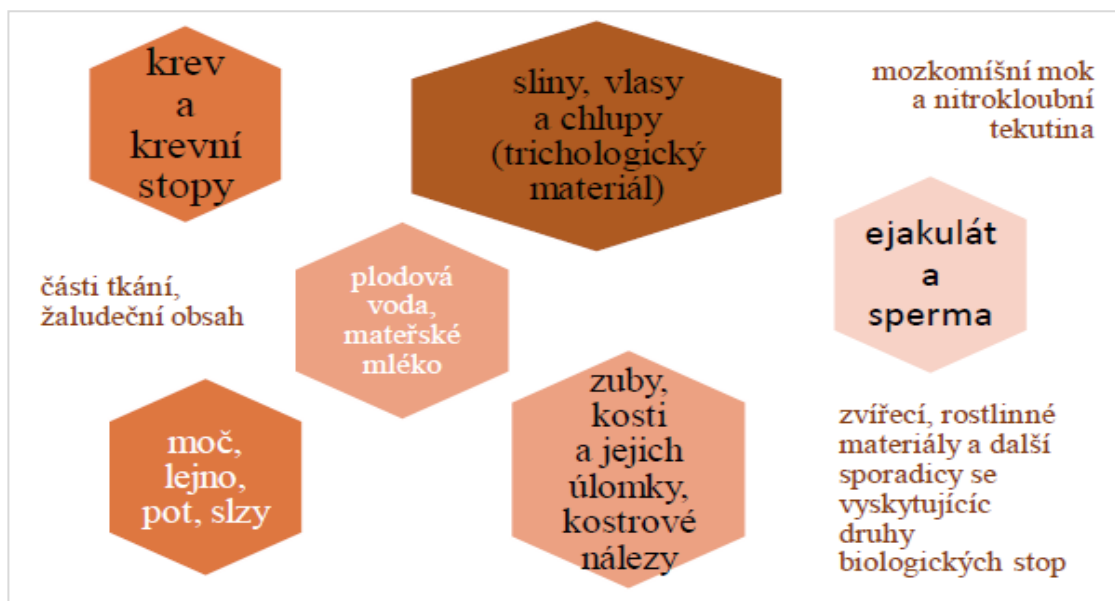 krev
a
krevní
stopy
sliny, vlasy
a chlupy
(trichologický
materiál)
mozkomíšní mok
a nitrokloubní
tekutina
části tkání,
žaludeční obsah
plodová
voda,
mateřské
mléko
ejakulát
a
sperma
moč,
lejno,
pot, slzy
zuby,
kosti
a jejich
úlomky,
kostrové
nálezy
zvířecí, rostlinné
materiály a další
sporadicy se
vyskytujícíc
druhy
biologických stop